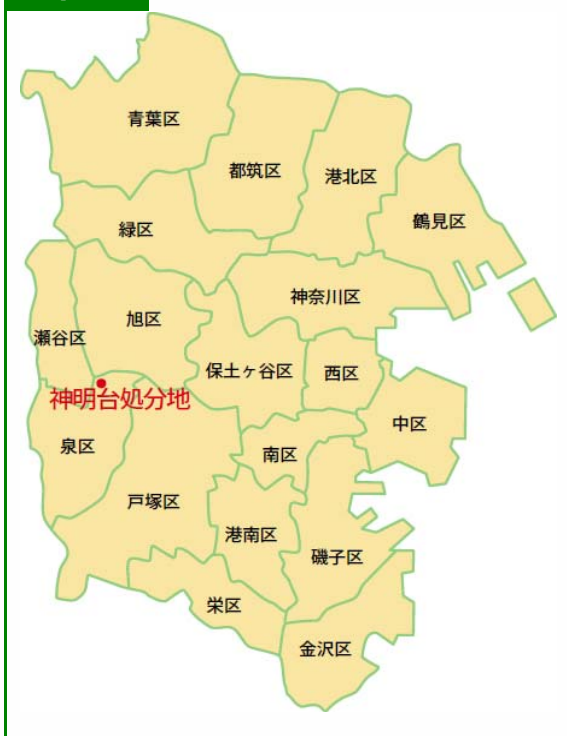 青葉区
都筑区
港北区
鶴見区
緑区
神奈川区
旭区
瀬谷区
保土ヶ谷区
西区
神明台処分地
中区
泉区
南区
戸塚区
港南区
磯子区
栄区
金沢区